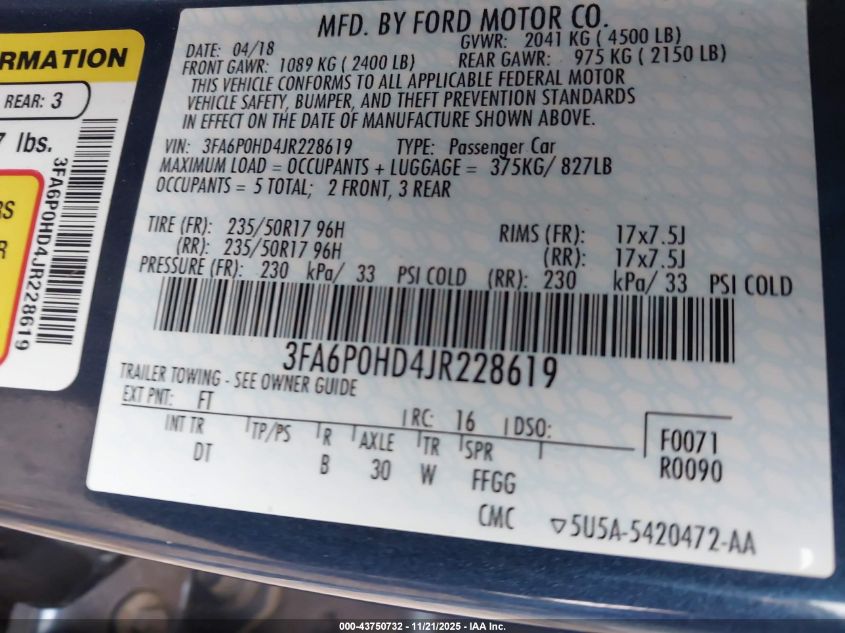 RMATION
REAR: 3
7 lbs.
RS
R
3FA6P0HD4JR228619
MFD. BY FORD MOTOR CO.
DATE: 04/18 GVWR: 2041 KG ( 4500 LB)
FRONT GAWR: 1089 KG ( 2400 LB) REAR GAWR: 975 KG ( 2150 LB)
THIS VEHICLE CONFORMS TO ALL APPLICABLE FEDERAL MOTOR
VEHICLE SAFETY, BUMPER, AND THEFT PREVENTION STANDARDS
IN EFFECT ON THE DATE OF MANUFACTURE SHOWN ABOVE.
VIN: 3FA6P0HD4JR228619 TYPE: Passenger Car
MAXIMUM LOAD = OCCUPANTS + LUGGAGE = 375KG/ 827LB
OCCUPANTS = 5 TOTAL; 2 FRONT, 3 REAR
TIRE (FR): 235/50R17 96H RIMS (FR): 17x7.5J
(RR): 235/50R17 96H (RR): 17x7.5J
PRESSURE (FR): 230 kPa/ 33 PSI COLD (RR): 230 kPa/ 33 PSI COLD
3FA6P0HD4JR228619
TRAILER TOWING - SEE OWNER GUIDE
EXT PNT: FT RC: 16 DSO: F0071
INT TR TP/PS R AXLE TR SPR R0090
DT B 30 W FFGG
CMC ▽5U5A-5420472-AA
000-43750732 - 11/21/2025 - IAA Inc.